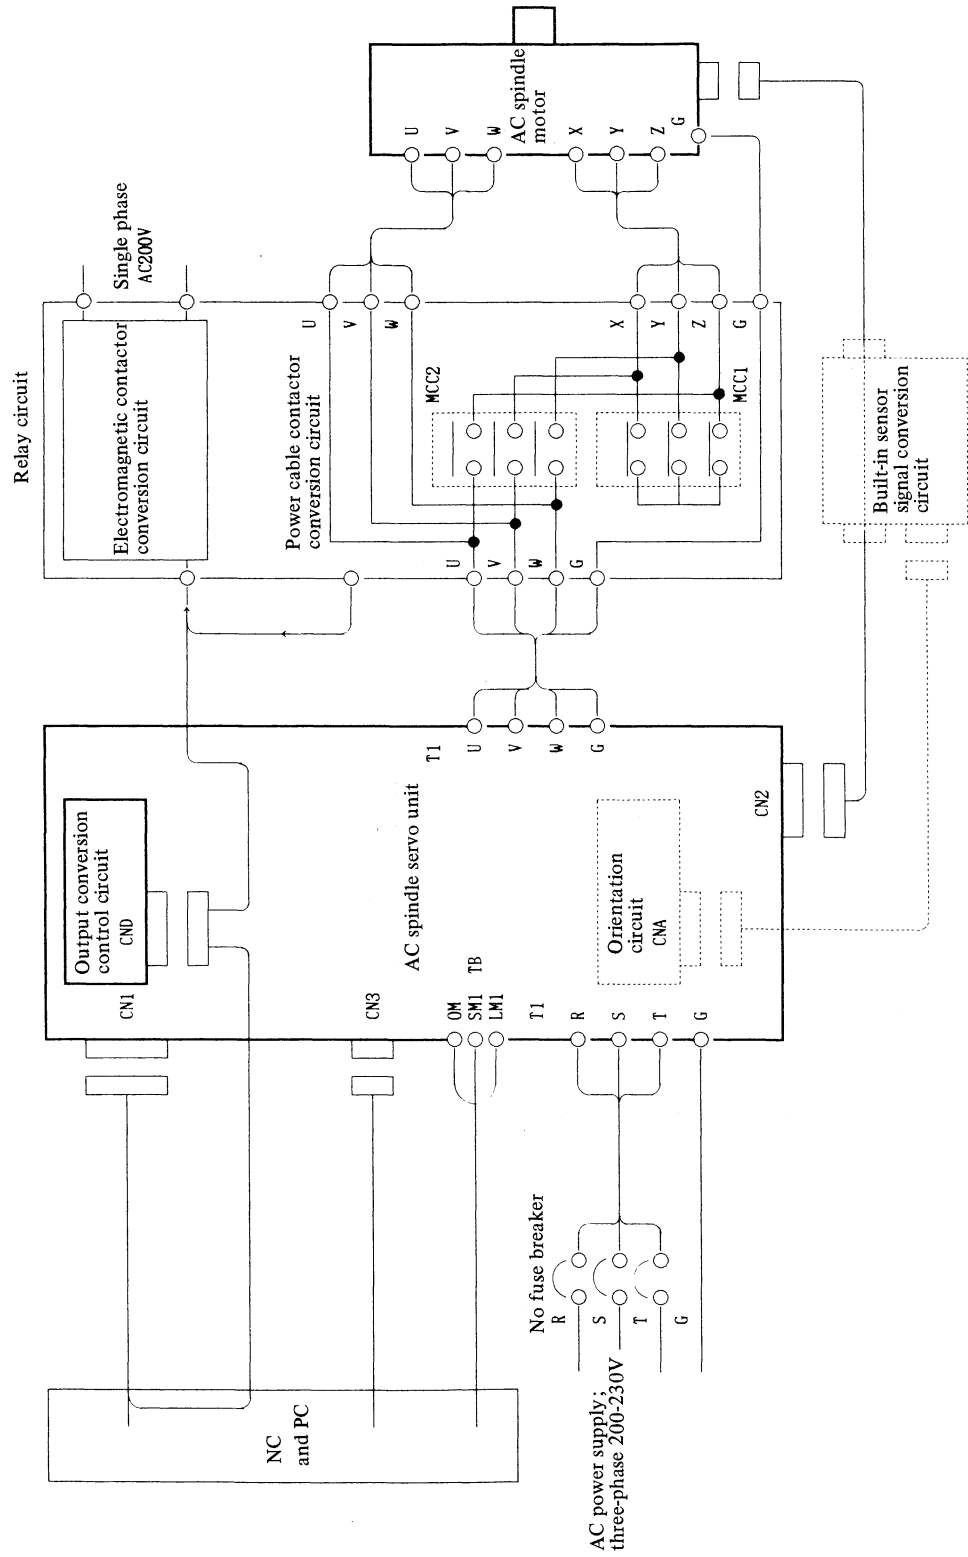 Relay circuit
Single phase
AC200V
Electromagnetic contactor
conversion circuit
Power cable contactor
conversion circuit
U
V
W
MCC2
X
Y
Z
G
MCC1
U
V
W
G
AC spindle
motor
U
V
W
X
Y
Z
G
Built-in sensor
signal conversion
circuit
Output conversion
control circuit
CND
CN1
CN3
AC spindle servo unit
OM
SM1
LM1
TB
T1
R
S
T
G
T1
U
V
W
G
Orientation
circuit
CNA
CN2
NC
and PC
No fuse breaker
R
S
T
G
AC power supply;
three-phase 200-230V